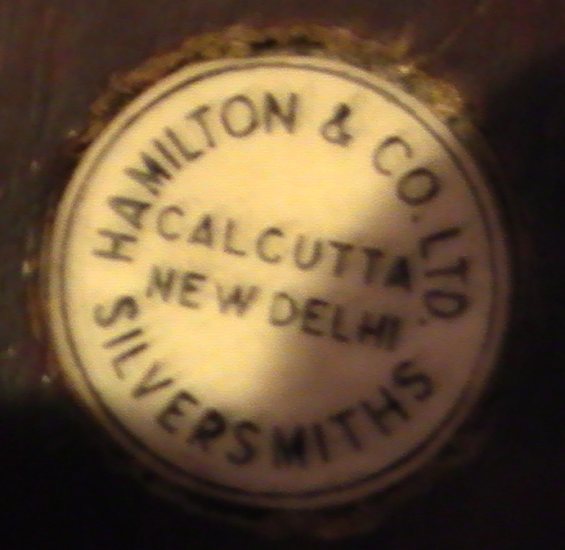 HAMILTON & CO. LTD.
CALCUTTA
NEW DELHI
SILVERSMITHS